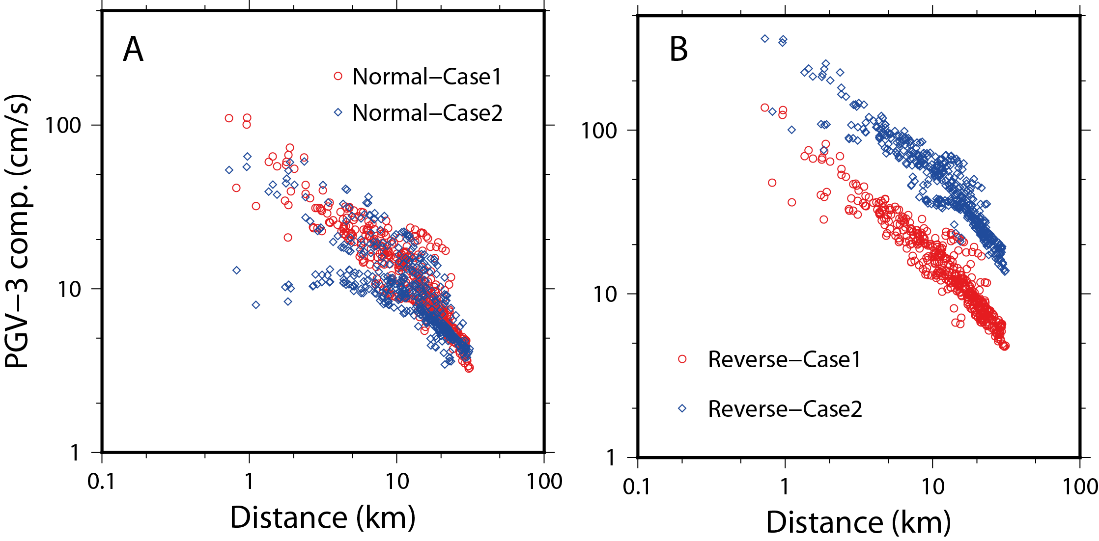 A
Normal−Case1
Normal−Case2
PGV−3 comp. (cm/s)
100
10
1
0.1
1
10
100
Distance (km)
B
100
10
1
Reverse−Case1
Reverse−Case2
0.1
1
10
100
Distance (km)